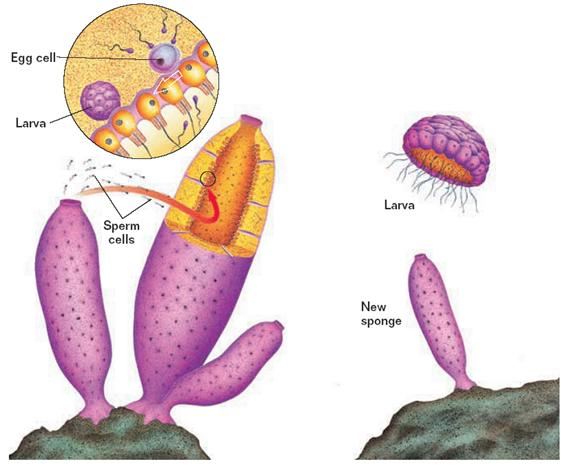 Egg cell
Larva
Sperm
cells
Larva
New
sponge